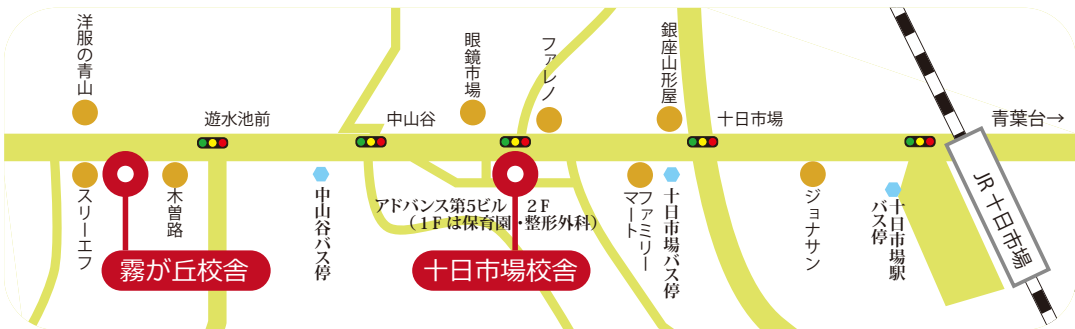 洋服の青山
遊水池前
中山谷
眼鏡市場
ファレノ
銀座山形屋
十日市場
青葉台→
スリーエフ
木曽路
中山谷バス停
アドバンス第5ビル 2F
（1Fは保育園・整形外科）
ファミリー
マート
十日市場バス停
ジョナサン
十日市場駅
バス停
JR 十日市場
霧が丘校舎
十日市場校舎